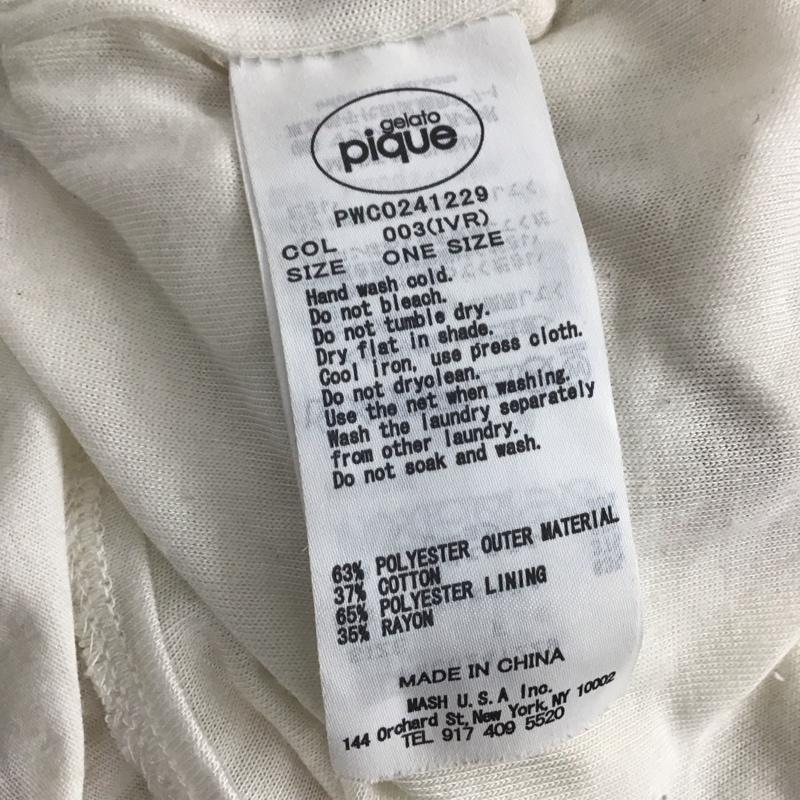 gelato
pique
PWCO241229
COL 003(IVR)
SIZE ONE SIZE
Hand wash cold.
Do not bleach.
Do not tumble dry.
Dry flat in shade.
Cool iron, use press cloth.
Do not dryclean.
Use the net when washing.
Wash the laundry separately
from other laundry.
Do not soak and wash.
63% POLYESTER OUTER MATERIAL
37% COTTON
65% POLYESTER LINING
35% RAYON
MADE IN CHINA
MASH U.S.A Inc.
144 Orchard St, New York, NY 10002
TEL 917 409 5520